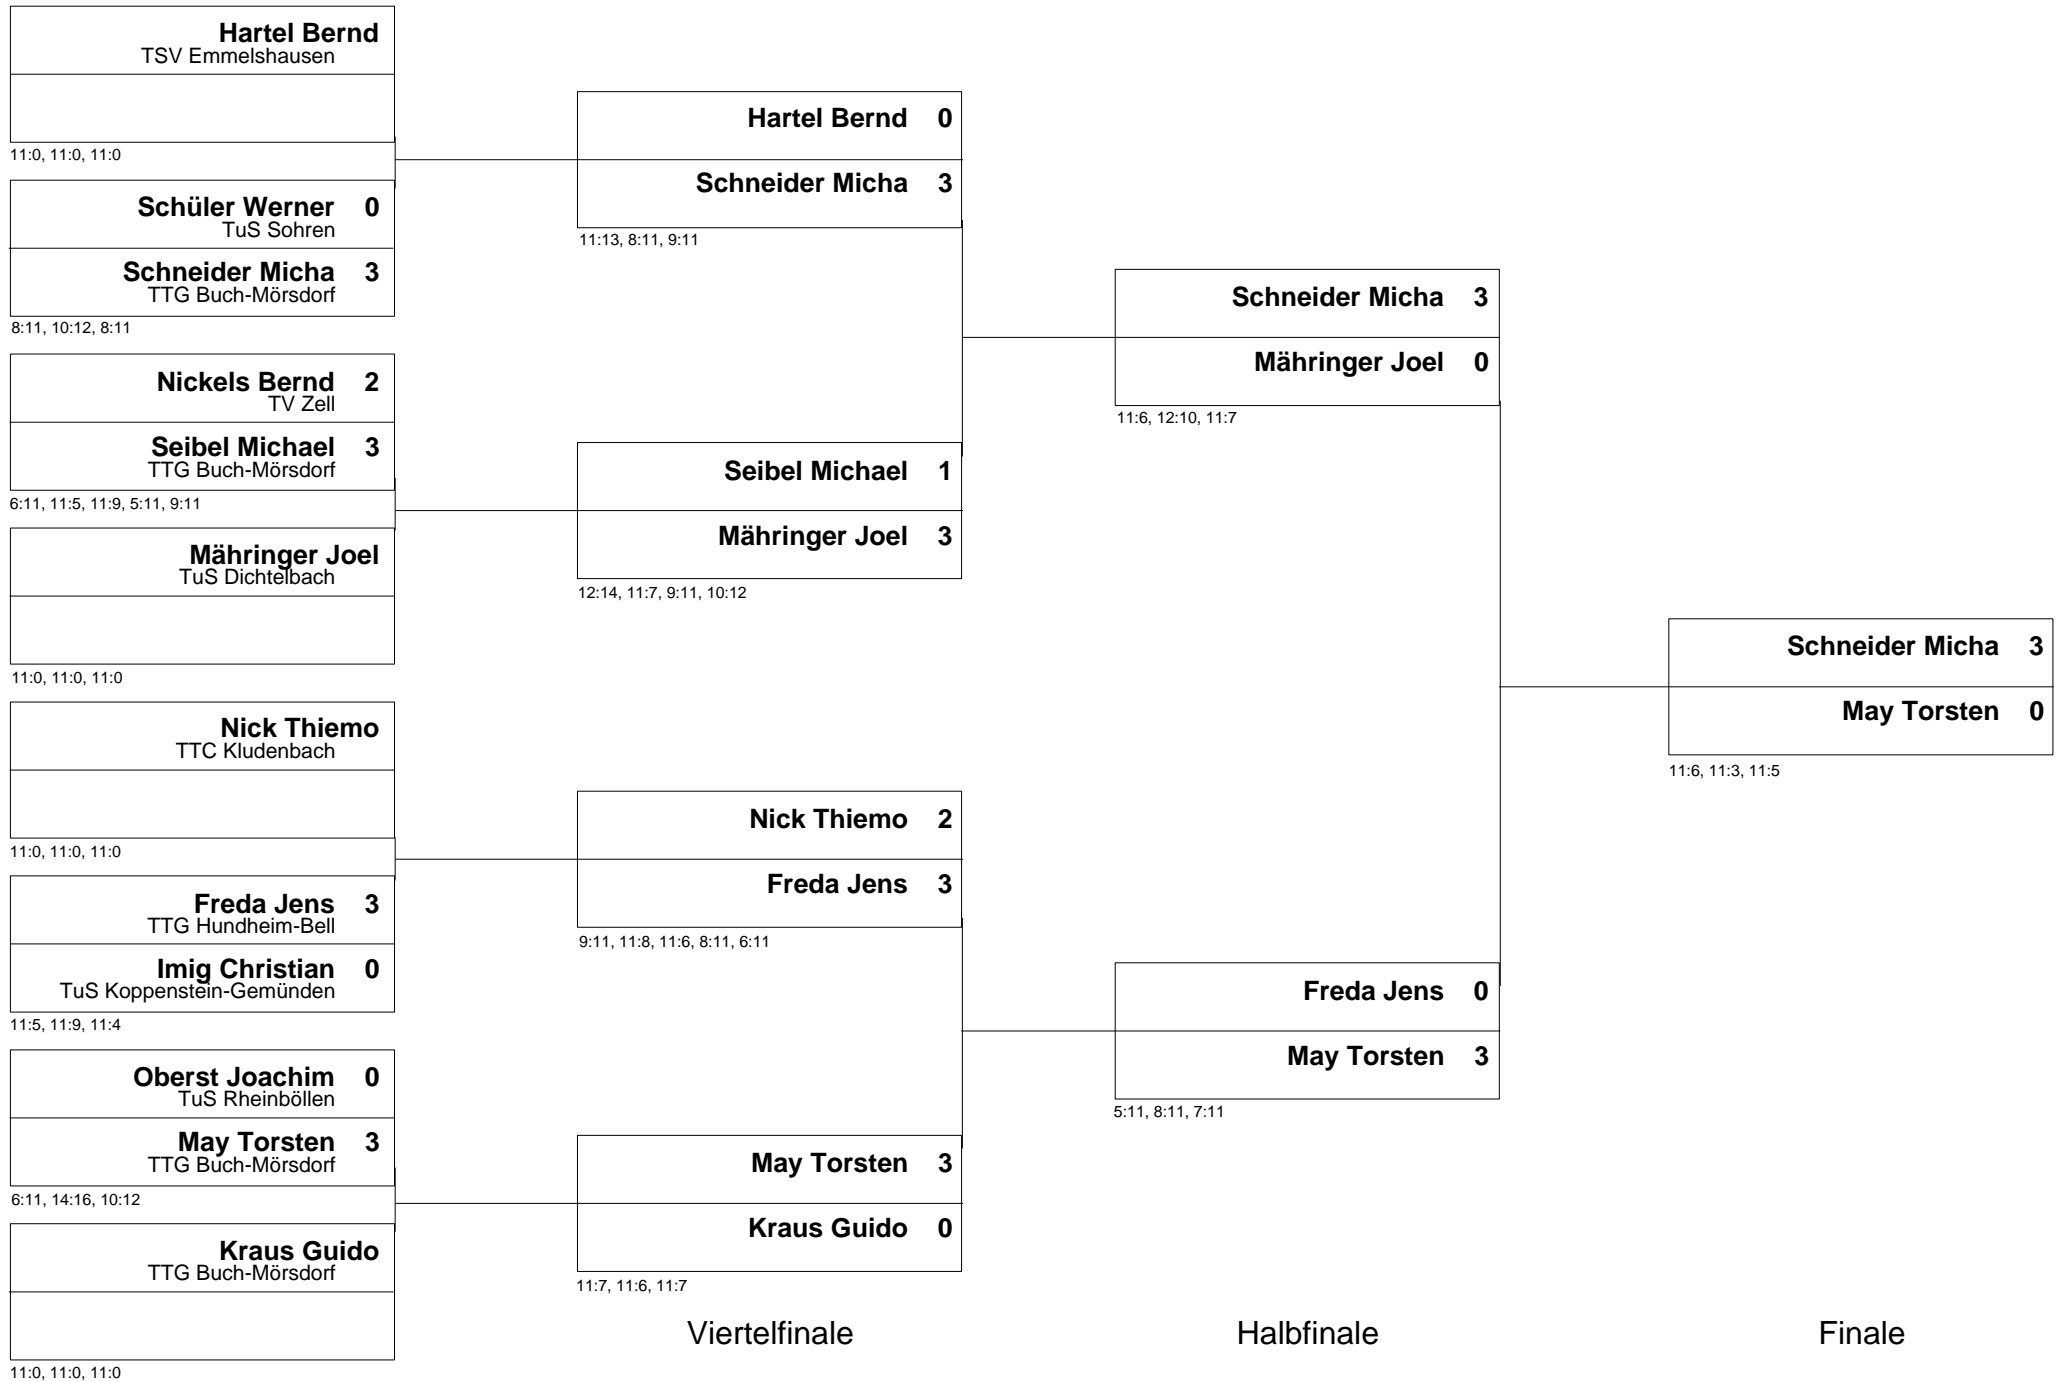 Hartel Bernd
TSV Emmelshausen
11:0, 11:0, 11:0
Schüler Werner 0
TuS Sohren
Schneider Micha 3
TTG Buch-Mörsdorf
8:11, 10:12, 8:11
Nickels Bernd 2
TV Zell
Seibel Michael 3
TTG Buch-Mörsdorf
6:11, 11:5, 11:9, 5:11, 9:11
Mähringer Joel
TuS Dichtelbach
11:0, 11:0, 11:0
Nick Thiemo
TTC Kludenbach
11:0, 11:0, 11:0
Freda Jens 3
TTG Hundheim-Bell
Imig Christian 0
TuS Koppenstein-Gemünden
11:5, 11:9, 11:4
Oberst Joachim 0
TuS Rheinböllen
May Torsten 3
TTG Buch-Mörsdorf
6:11, 14:16, 10:12
Kraus Guido
TTG Buch-Mörsdorf
11:0, 11:0, 11:0
Hartel Bernd 0
Schneider Micha 3
11:13, 8:11, 9:11
Seibel Michael 1
Mähringer Joel 3
12:14, 11:7, 9:11, 10:12
Nick Thiemo 2
Freda Jens 3
9:11, 11:8, 11:6, 8:11, 6:11
May Torsten 3
Kraus Guido 0
11:7, 11:6, 11:7
Viertelfinale
Schneider Micha 3
Mähringer Joel 0
11:6, 12:10, 11:7
Freda Jens 0
May Torsten 3
5:11, 8:11, 7:11
Halbfinale
Schneider Micha 3
May Torsten 0
11:6, 11:3, 11:5
Finale